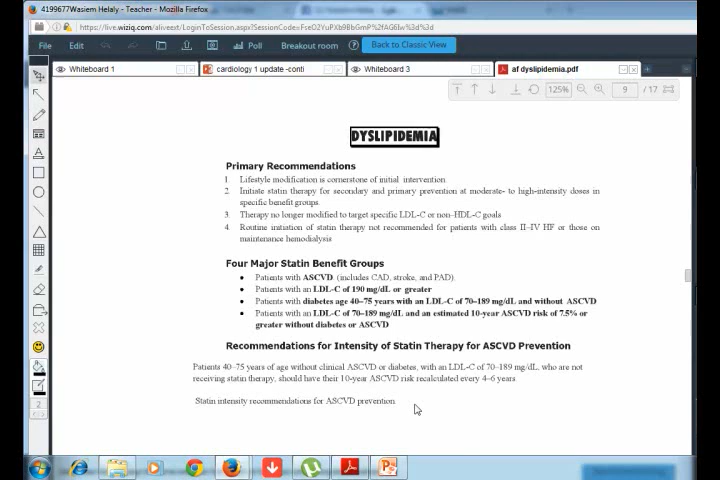 4199677Wasiem Helaly - Teacher - Mozilla Firefox
https://www.wiziq.com/aliveext/LoginToSession.aspx?SessionCode=
File Edit Poll Breakout room Back to Classic View
Whiteboard 1 cardiology 1 update -conti Whiteboard 3 af dyslipidemia.pdf
125% 9 / 17
DYSLIPIDEMIA
Primary Recommendations
1. Lifestyle modification is cornerstone of initial intervention
2. Initiate statin therapy for secondary and primary prevention at moderate- to high-intensity doses in
specific benefit groups.
3. Therapy no longer modified to target specific LDL-C or non-HDL-C goals
4. Routine initiation of statin therapy not recommended for patients with class II–IV HF or those on
maintenance hemodialysis
Four Major Statin Benefit Groups
• Patients with ASCVD (includes CAD, stroke, and PAD).
• Patients with an LDL-C of 190 mg/dL or greater
• Patients with diabetes age 40–75 years with an LDL-C of 70–189 mg/dL and without ASCVD
• Patients with an LDL-C of 70–189 mg/dL and an estimated 10-year ASCVD risk of 7.5% or
greater without diabetes or ASCVD
Recommendations for Intensity of Statin Therapy for ASCVD Prevention
Patients 40–75 years of age without clinical ASCVD or diabetes, with an LDL-C of 70–189 mg/dL, who are not
receiving statin therapy, should have their 10-year ASCVD risk recalculated every 4–6 years
Statin intensity recommendations for ASCVD prevention.
2